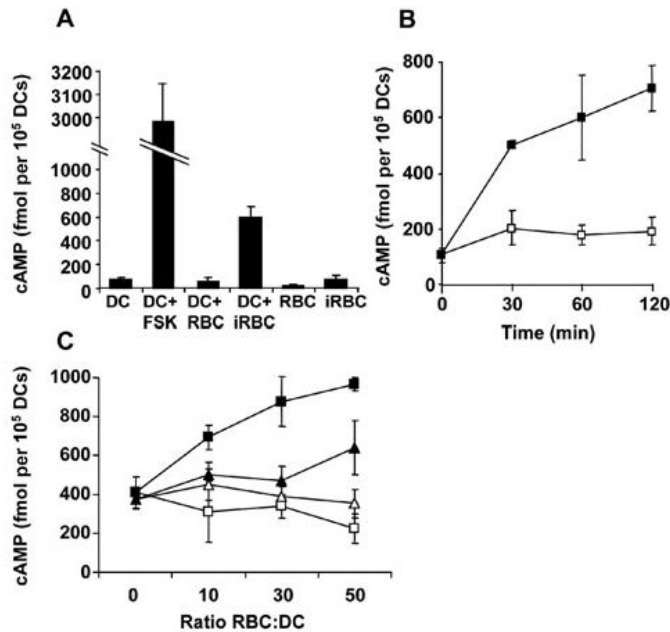 A
cAMP (fmol per 10⁵ DCs)
3200
3100
3000
1000
800
600
400
200
0
DC DC+ DC+ DC+ RBC iRBC
FSK RBC iRBC
B
cAMP (fmol per 10⁵ DCs)
800
600
400
200
0
0 30 60 120
Time (min)
C
cAMP (fmol per 10⁵ DCs)
1000
800
600
400
200
0
0 10 30 50
Ratio RBC:DC